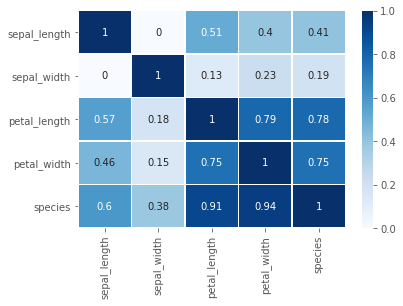 sepal_length 1 0 0.51 0.4 0.41
sepal_width 0 1 0.13 0.23 0.19
petal_length 0.57 0.18 1 0.79 0.78
petal_width 0.46 0.15 0.75 1 0.75
species 0.6 0.38 0.91 0.94 1
sepal_length sepal_width petal_length petal_width species
1.0
0.8
0.6
0.4
0.2
0.0